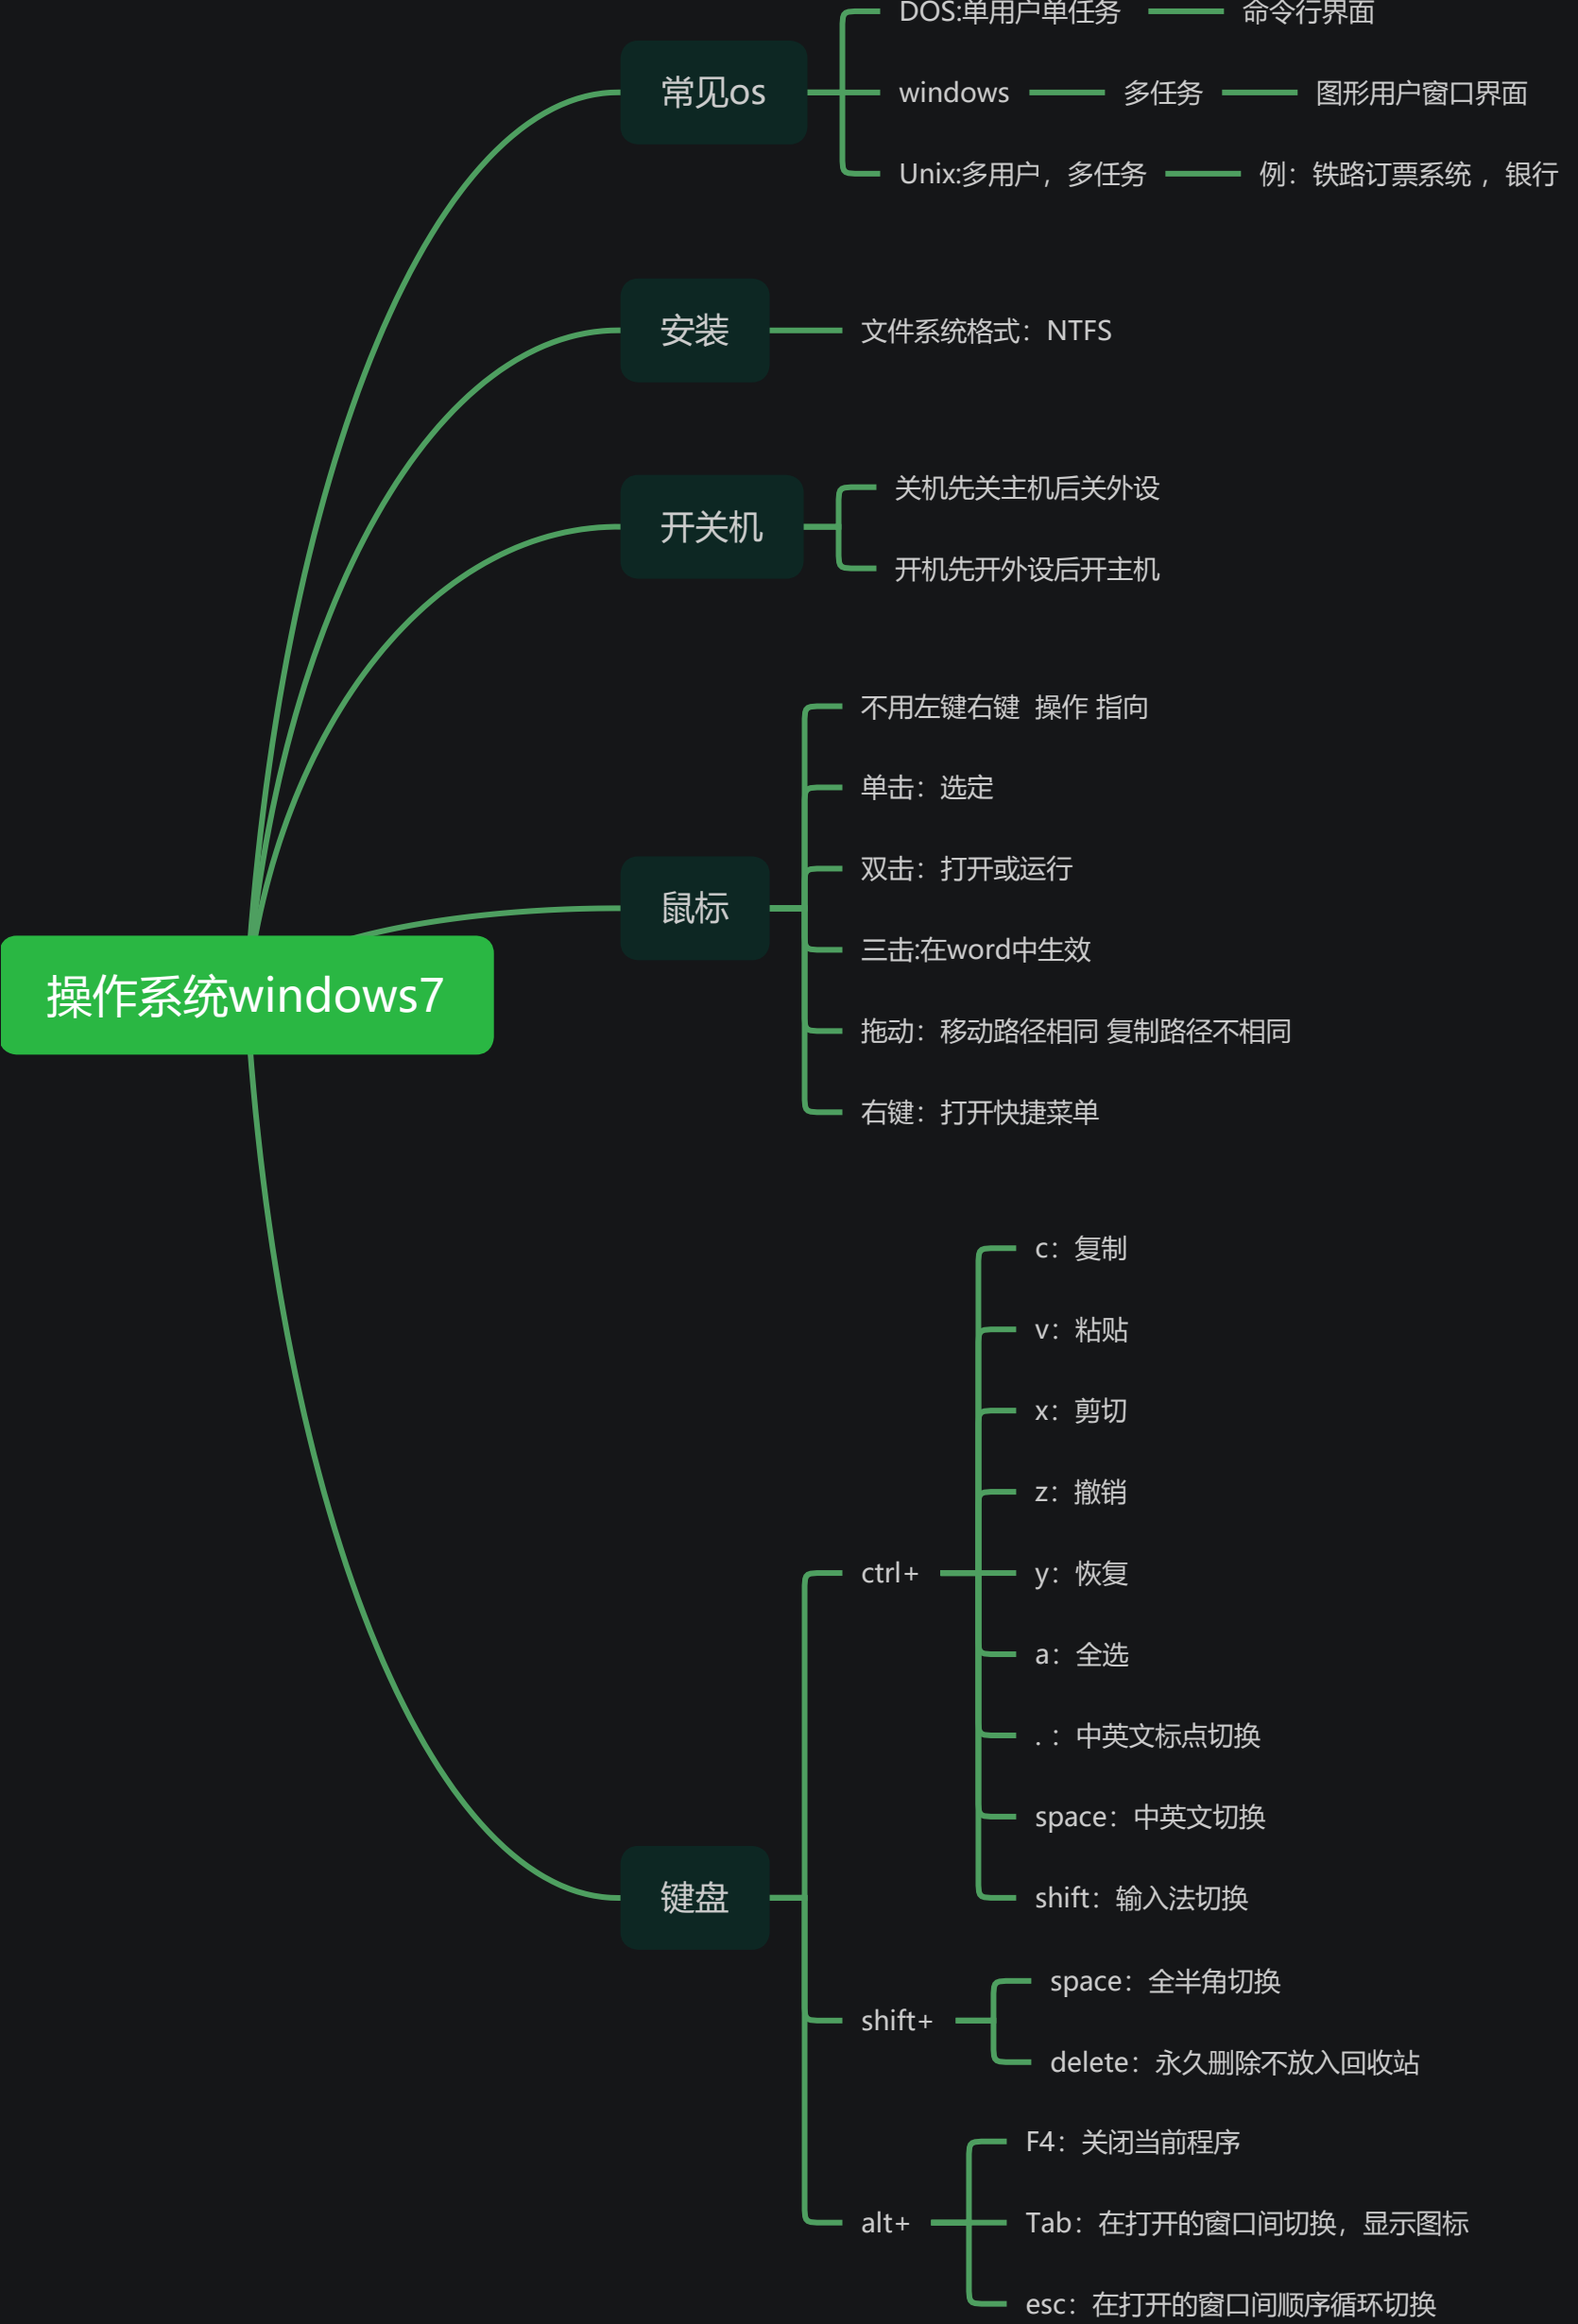 DOS:单用户单任务
命令行界面
常见os
windows
多任务
图形用户窗口界面
Unix:多用户，多任务
例：铁路订票系统 ，银行
安装
文件系统格式：NTFS
开关机
关机先关主机后关外设
开机先开外设后开主机
鼠标
不用左键右键  操作 指向
单击：选定
双击：打开或运行
三击:在word中生效
拖动：移动路径相同 复制路径不相同
右键：打开快捷菜单
操作系统windows7
键盘
ctrl+
c：复制
v：粘贴
x：剪切
z：撤销
y：恢复
a：全选
.：中英文标点切换
space：中英文切换
shift：输入法切换
shift+
space：全半角切换
delete：永久删除不放入回收站
alt+
F4：关闭当前程序
Tab：在打开的窗口间切换，显示图标
esc：在打开的窗口间顺序循环切换